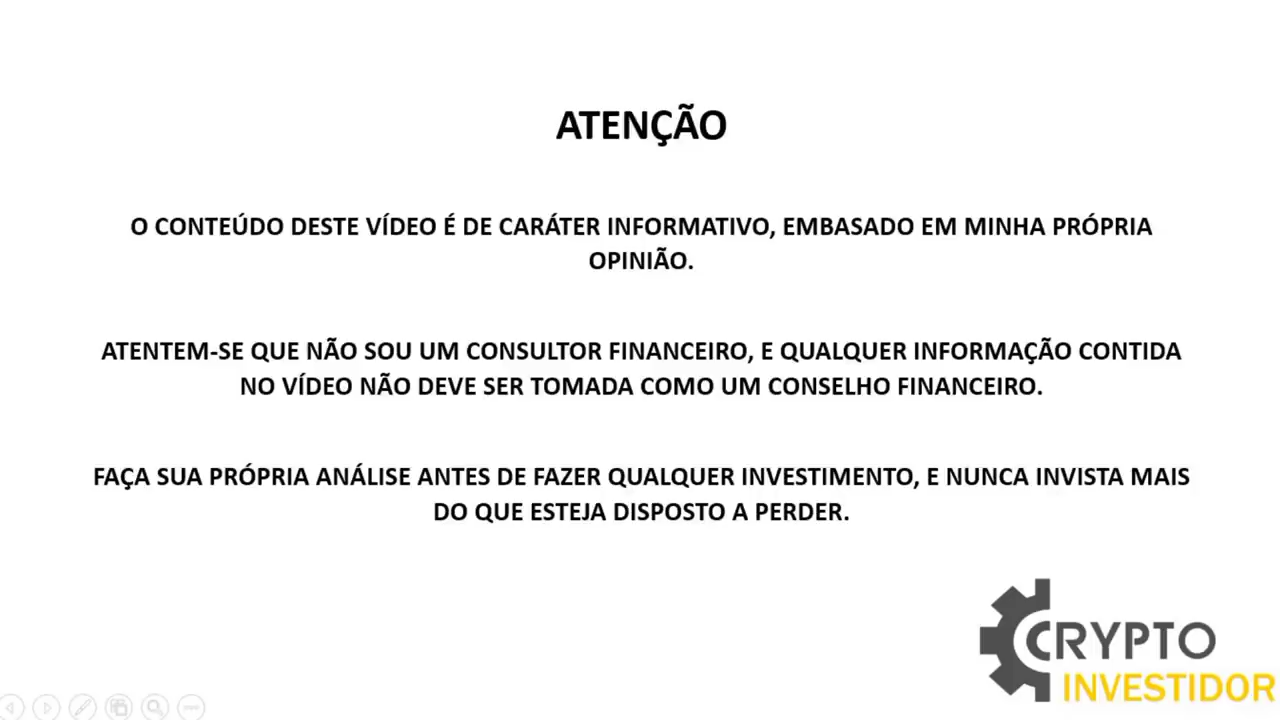 ATENÇÃO
O CONTEÚDO DESTE VÍDEO É DE CARÁTER INFORMATIVO, EMBASADO EM MINHA PRÓPRIA
OPINIÃO.
ATENTEM-SE QUE NÃO SOU UM CONSULTOR FINANCEIRO, E QUALQUER INFORMAÇÃO CONTIDA
NO VÍDEO NÃO DEVE SER TOMADA COMO UM CONSELHO FINANCEIRO.
FAÇA SUA PRÓPRIA ANÁLISE ANTES DE FAZER QUALQUER INVESTIMENTO, E NUNCA INVISTA MAIS
DO QUE ESTEJA DISPOSTO A PERDER.
CRYPTO
INVESTIDOR